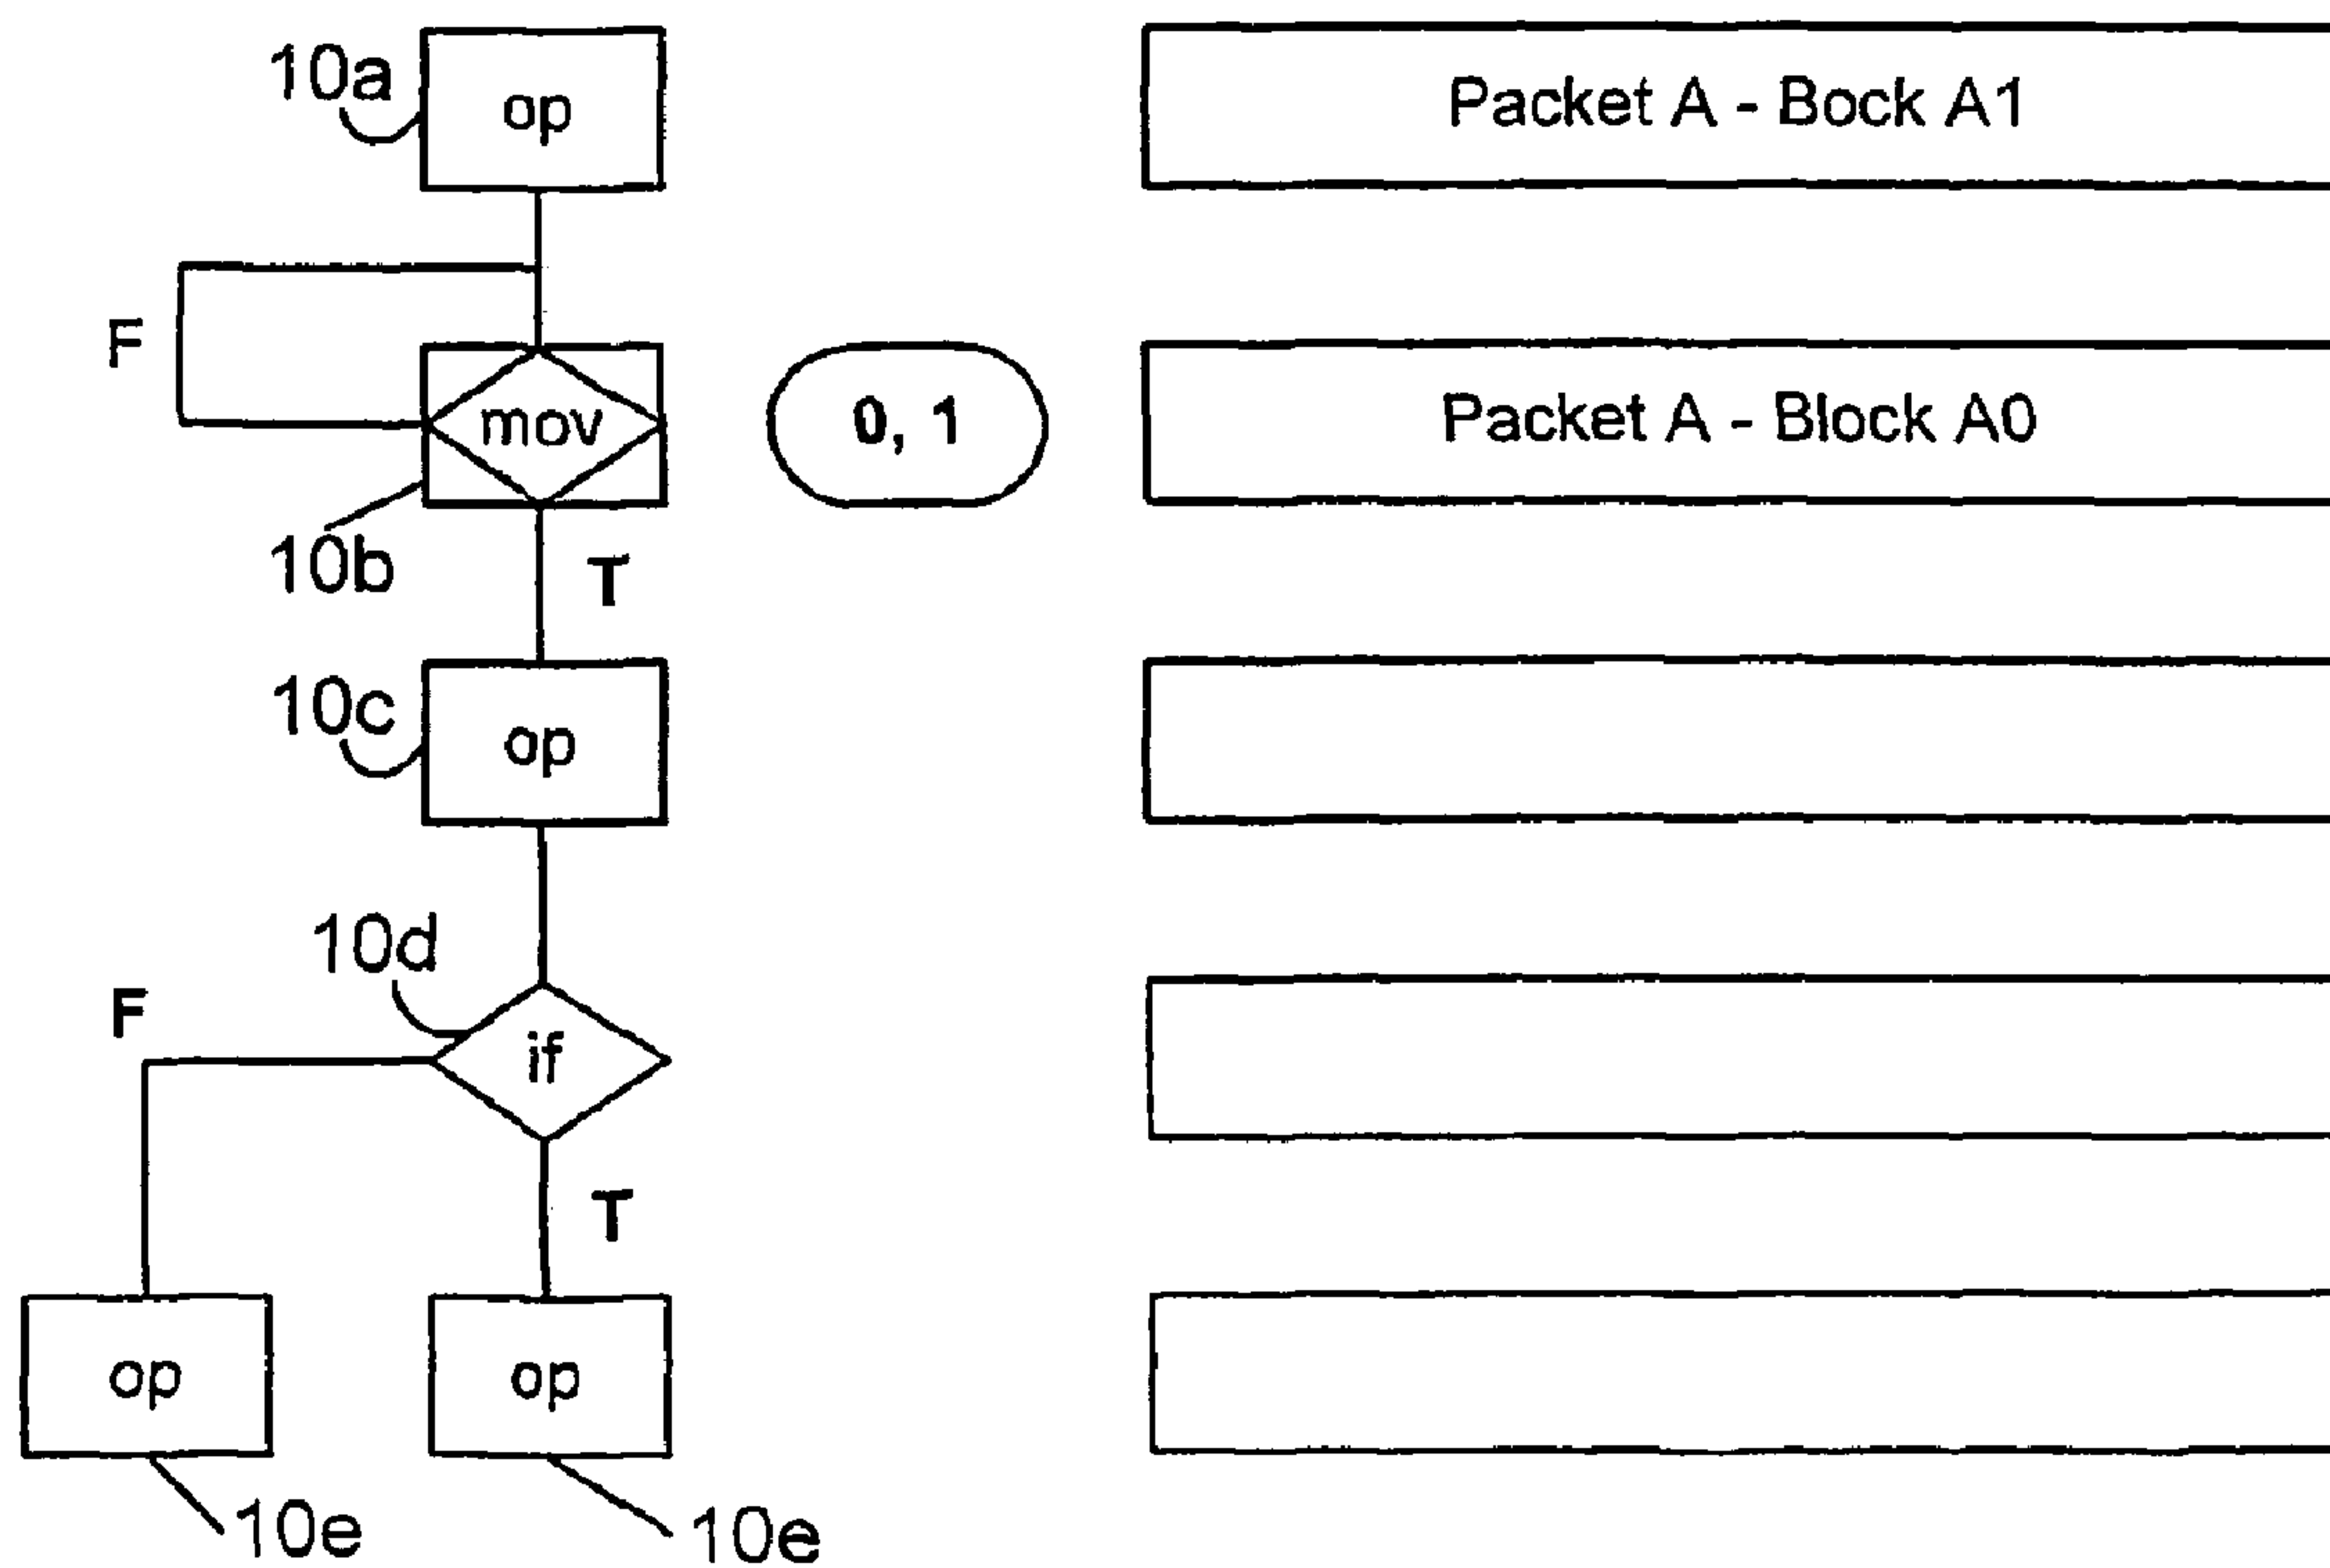 10a
op
Packet A - Bock A1
F
mov
0, 1
Packet A - Block A0
10b
T
10c
op
10d
F
if
T
op
op
10e
10e